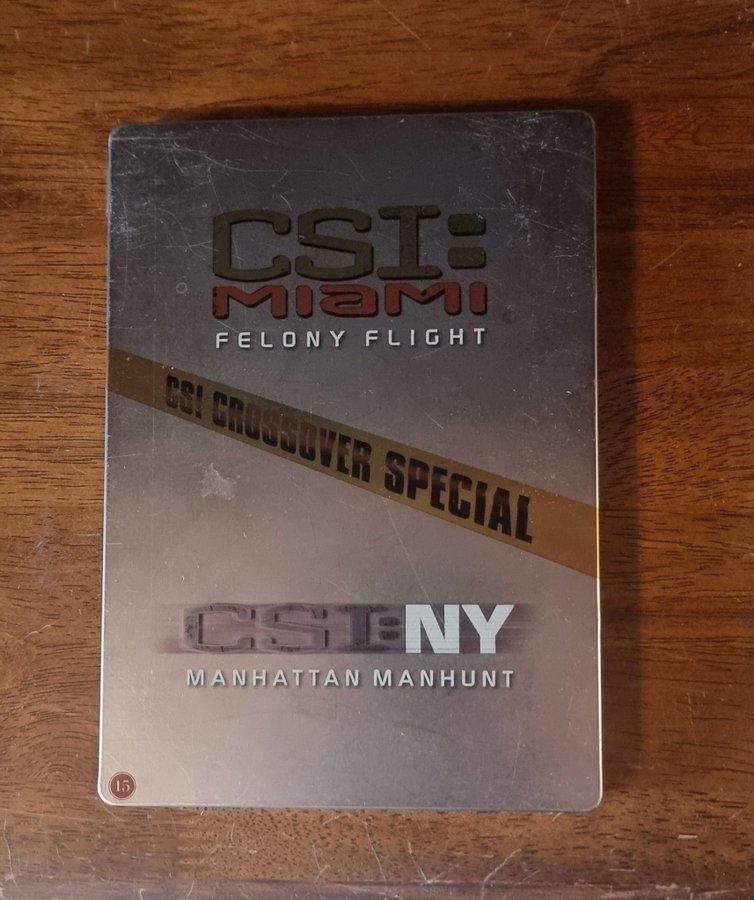 CSI:
MIAMI
FELONY FLIGHT
CSI CROSSOVER SPECIAL
CSI:NY
MANHATTAN MANHUNT
15